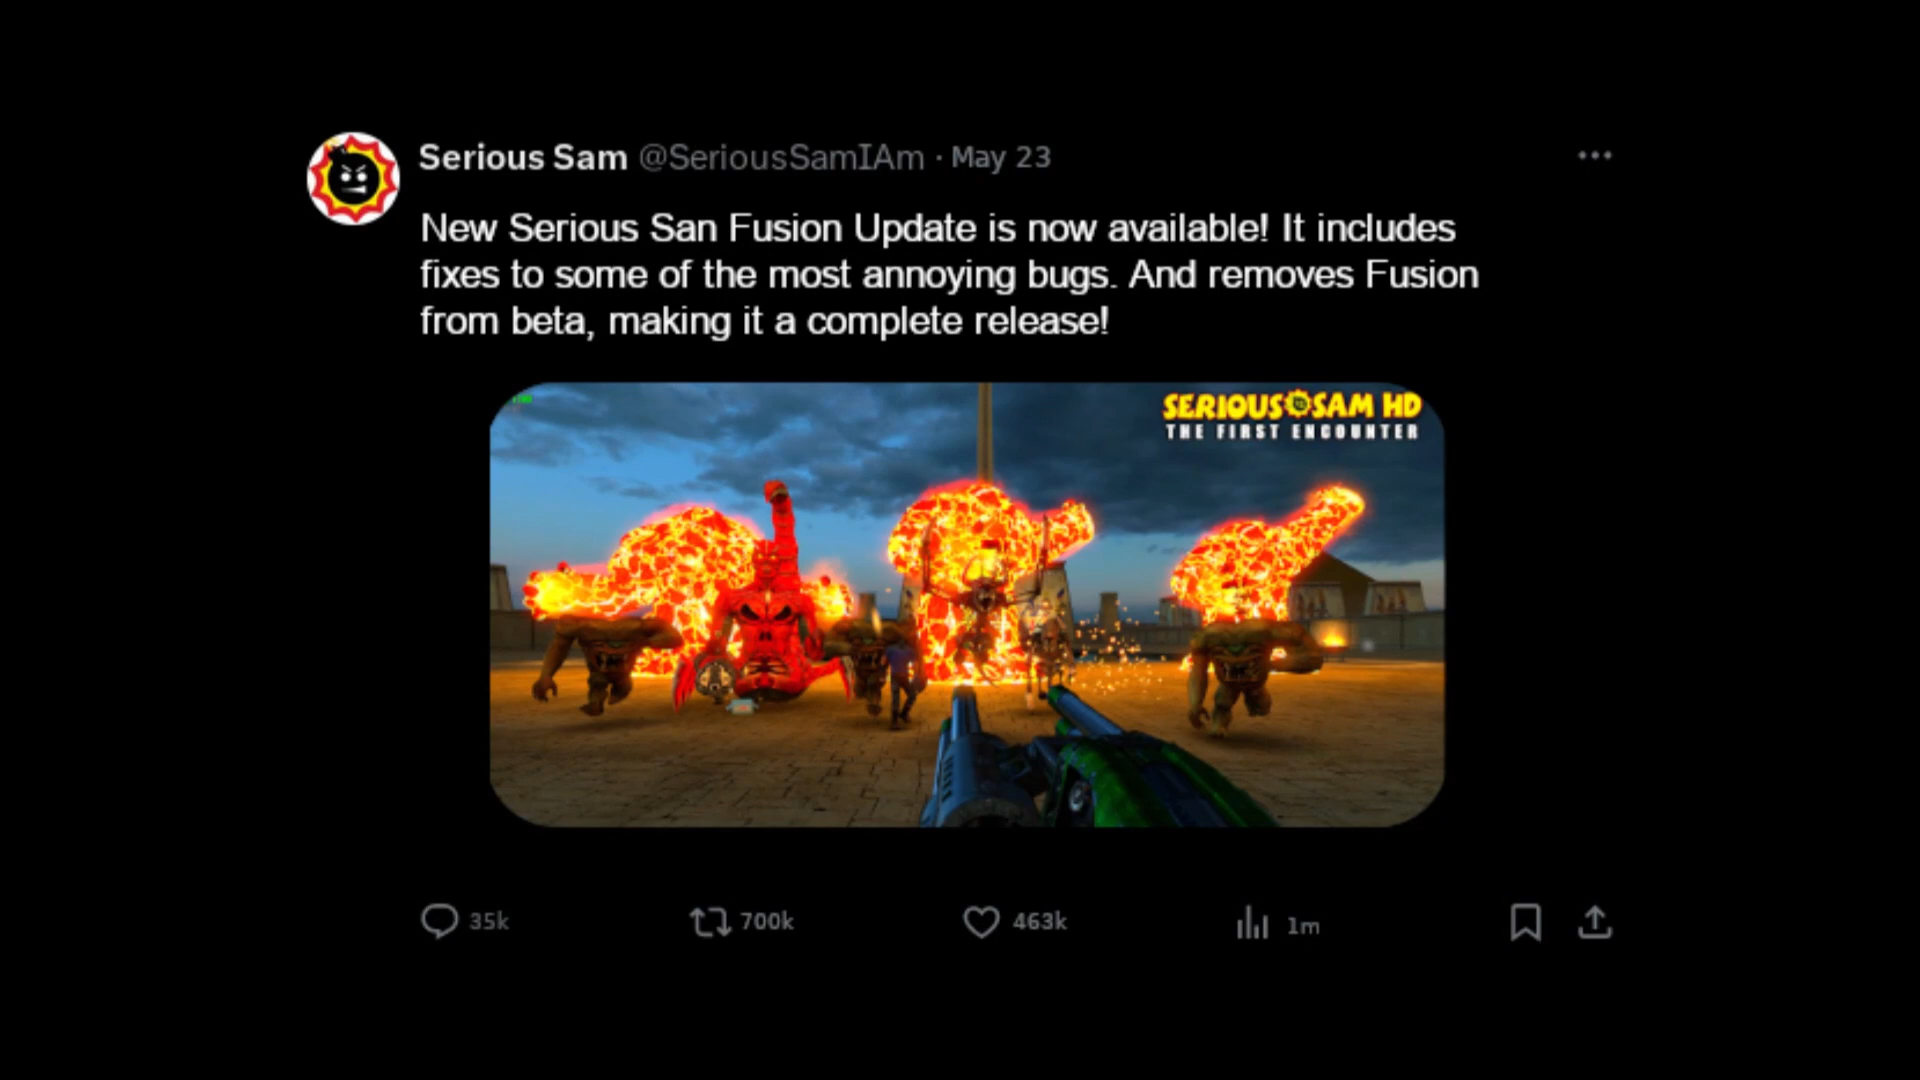 Serious Sam @SeriousSamIAm · May 23
New Serious San Fusion Update is now available! It includes
fixes to some of the most annoying bugs. And removes Fusion
from beta, making it a complete release!
SERIOUS SAM HD
THE FIRST ENCOUNTER
35k 700k 463k 1m